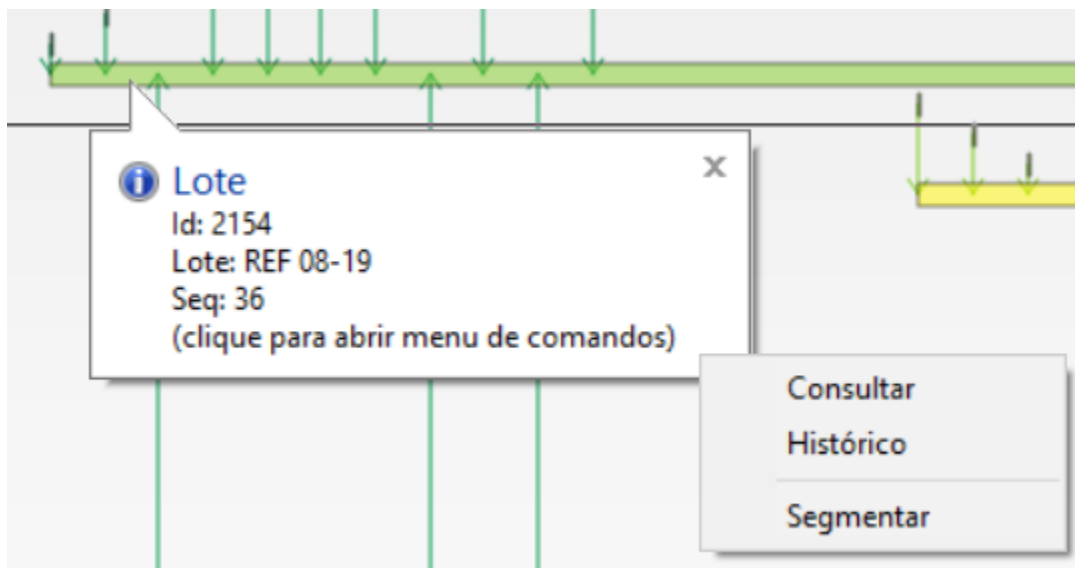 Lote
x
Id: 2154
Lote: REF 08-19
Seq: 36
(clique para abrir menu de comandos)
Consultar
Histórico
Segmentar